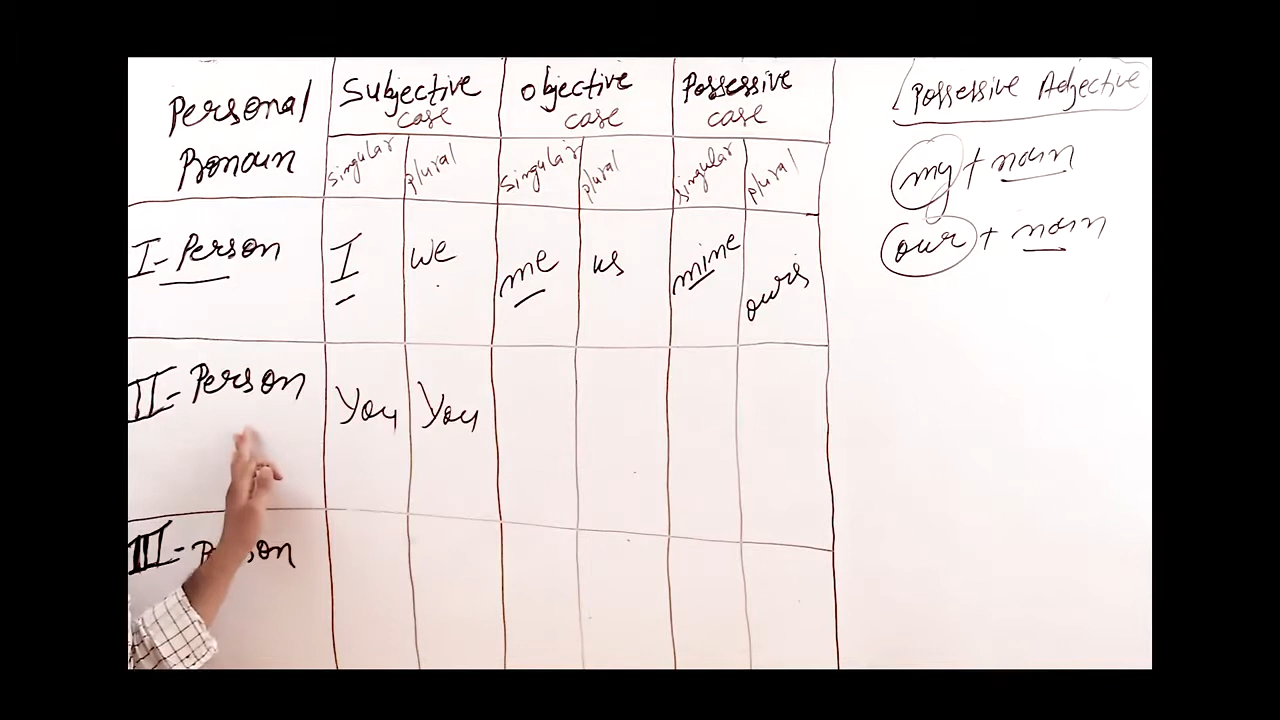 Personal
Pronoun
Subjective
case
objective
case
Possessive
case
singular
plural
singular
plural
singular
plural
I-Person
I
we
me
us
mine
ours
II-Person
You
You
III-Person
Possessive Adjective
my + noun
our + noun